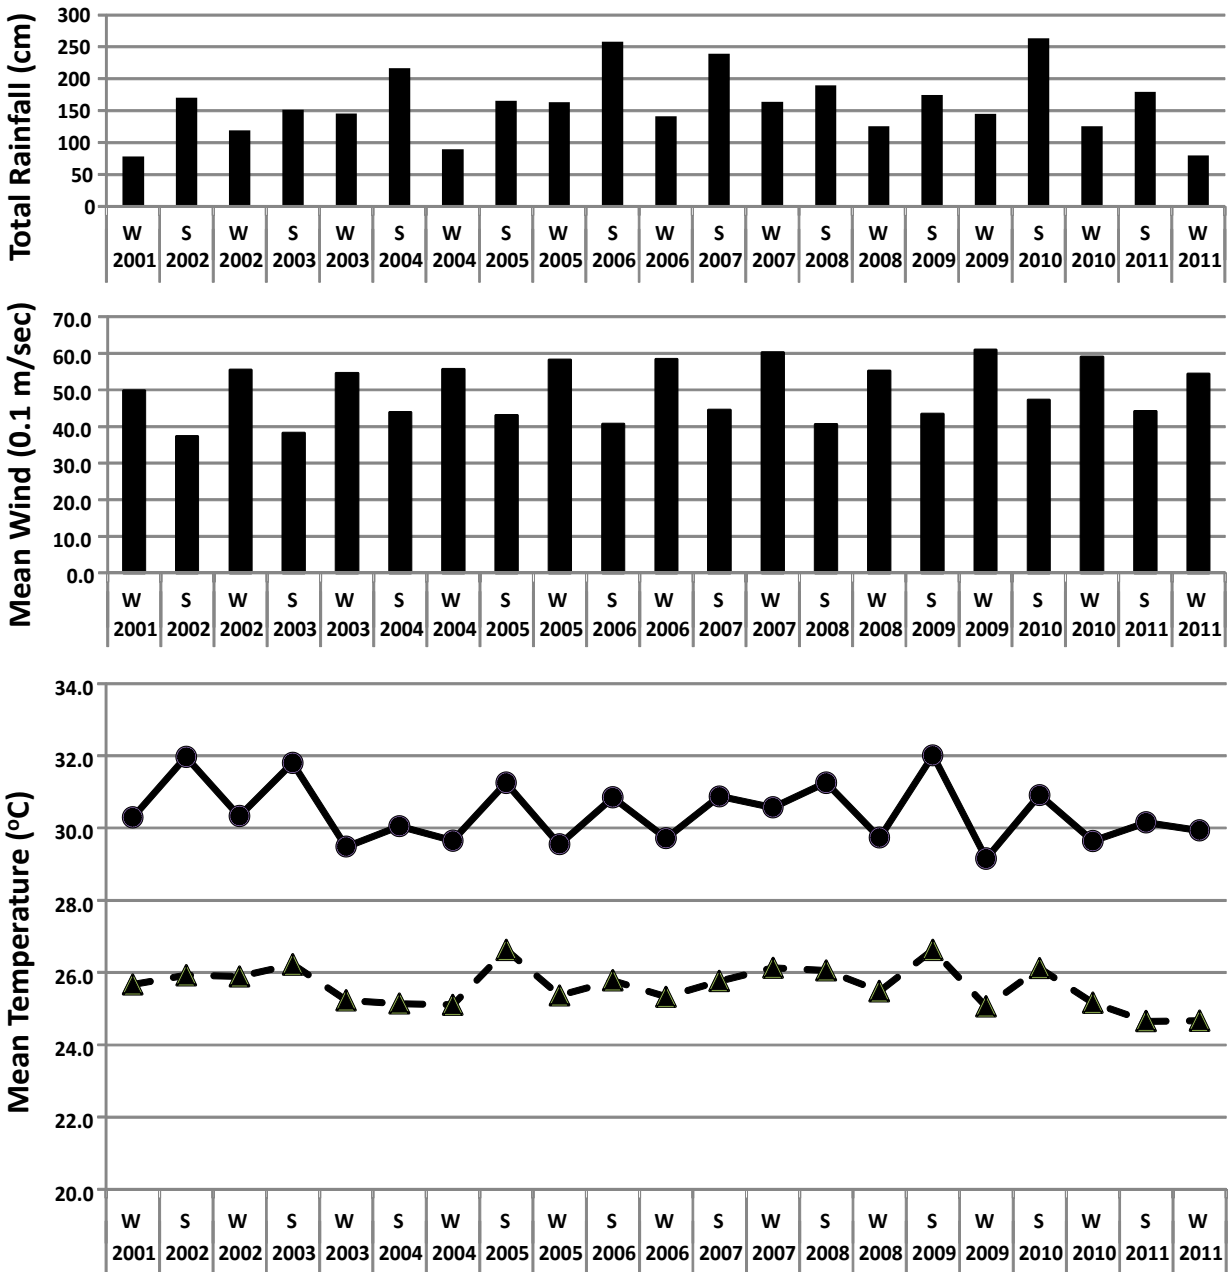 Total Rainfall (cm)
300
250
200
150
100
50
0
W S W S W S W S W S W S W S W S W S W S W
2001 2002 2002 2003 2003 2004 2004 2005 2005 2006 2006 2007 2007 2008 2008 2009 2009 2010 2010 2011 2011
Mean Wind (0.1 m/sec)
70.0
60.0
50.0
40.0
30.0
20.0
10.0
0.0
W S W S W S W S W S W S W S W S W S W S W
2001 2002 2002 2003 2003 2004 2004 2005 2005 2006 2006 2007 2007 2008 2008 2009 2009 2010 2010 2011 2011
Mean Temperature (ºC)
34.0
32.0
30.0
28.0
26.0
24.0
22.0
20.0
W S W S W S W S W S W S W S W S W S W S W
2001 2002 2002 2003 2003 2004 2004 2005 2005 2006 2006 2007 2007 2008 2008 2009 2009 2010 2010 2011 2011